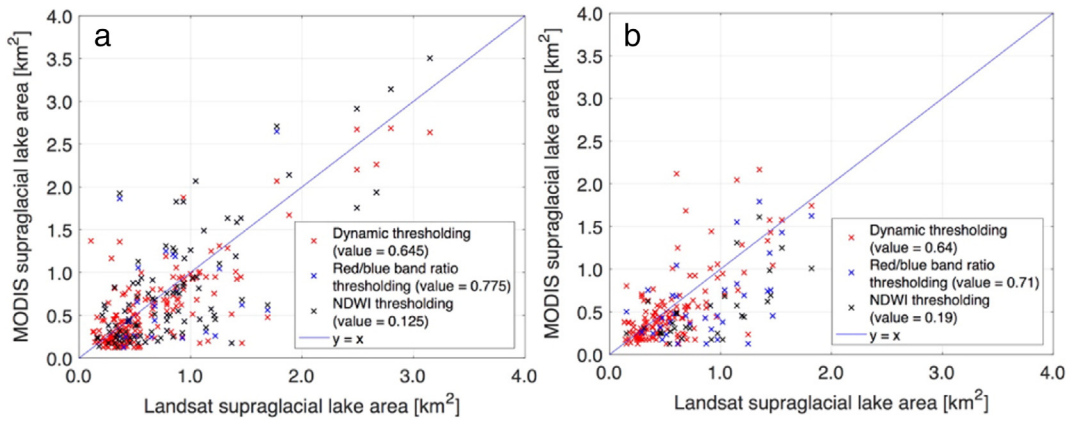 a
MODIS supraglacial lake area [km²]
4.0
3.5
3.0
2.5
2.0
1.5
1.0
0.5
0.0
Dynamic thresholding
(value = 0.645)
Red/blue band ratio
thresholding (value = 0.775)
NDWI thresholding
(value = 0.125)
y = x
0.0 1.0 2.0 3.0 4.0
Landsat supraglacial lake area [km²]
b
MODIS supraglacial lake area [km²]
4.0
3.5
3.0
2.5
2.0
1.5
1.0
0.5
0.0
Dynamic thresholding
(value = 0.64)
Red/blue band ratio
thresholding (value = 0.71)
NDWI thresholding
(value = 0.19)
y = x
0.0 1.0 2.0 3.0 4.0
Landsat supraglacial lake area [km²]